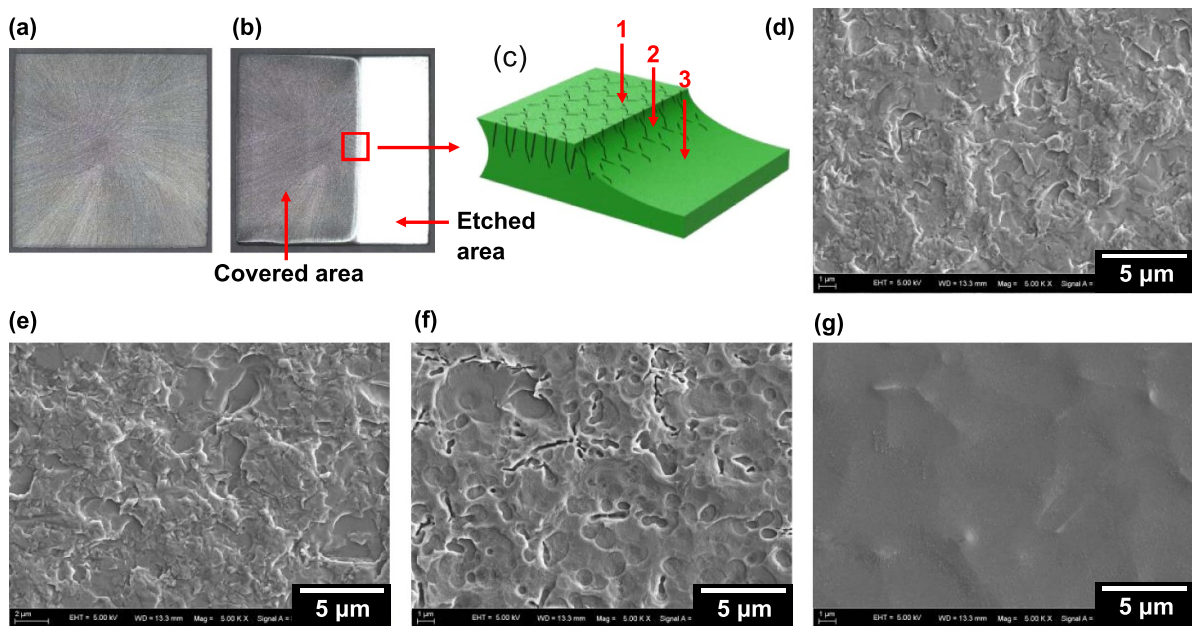 (a)
(b)
(c)
1
2
3
(d)
Etched
area
Covered area
5 µm
1 µm
EHT = 5.00 kV WD = 13.3 mm Mag = 5.00 K X Signal A =
(e)
(f)
(g)
5 µm
2 µm
EHT = 5.00 kV WD = 13.3 mm Mag = 5.00 K X Signal A =
5 µm
1 µm
EHT = 5.00 kV WD = 13.3 mm Mag = 5.00 K X Signal A =
5 µm
1 µm
EHT = 5.00 kV WD = 13.3 mm Mag = 5.00 K X Signal A =